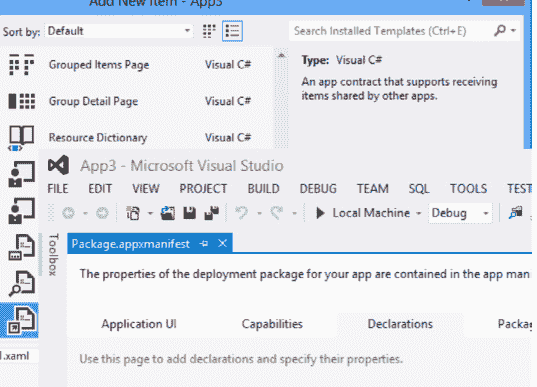 Add New Item - App3
Sort by: Default
Search Installed Templates (Ctrl+E)
Grouped Items Page Visual C#
Type: Visual C#
An app contract that supports receiving
items shared by other apps.
Group Detail Page Visual C#
Resource Dictionary Visual C#
App3 - Microsoft Visual Studio
FILE EDIT VIEW PROJECT BUILD DEBUG TEAM SQL TOOLS TEST
Local Machine Debug
Toolbox
Package.appxmanifest
The properties of the deployment package for your app are contained in the app man
Application UI Capabilities Declarations Packag
Use this page to add declarations and specify their properties.
l.xaml